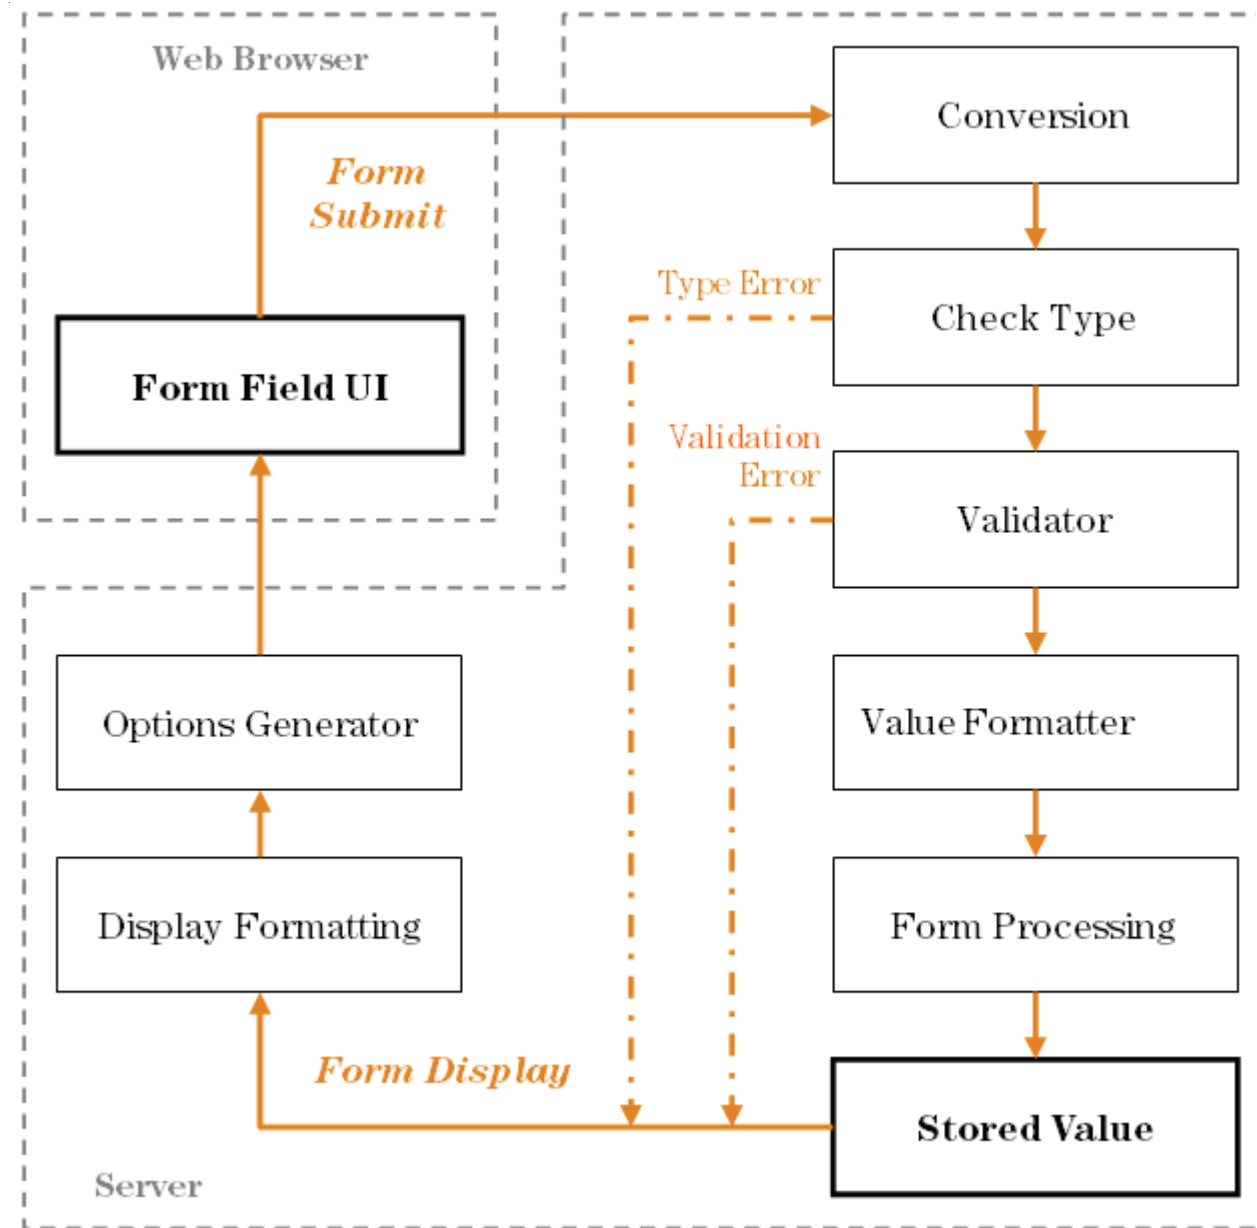 Web Browser
Conversion
Form
Submit
Type Error
Check Type
Form Field UI
Validation
Error
Validator
Options Generator
Value Formatter
Display Formatting
Form Processing
Form Display
Stored Value
Server